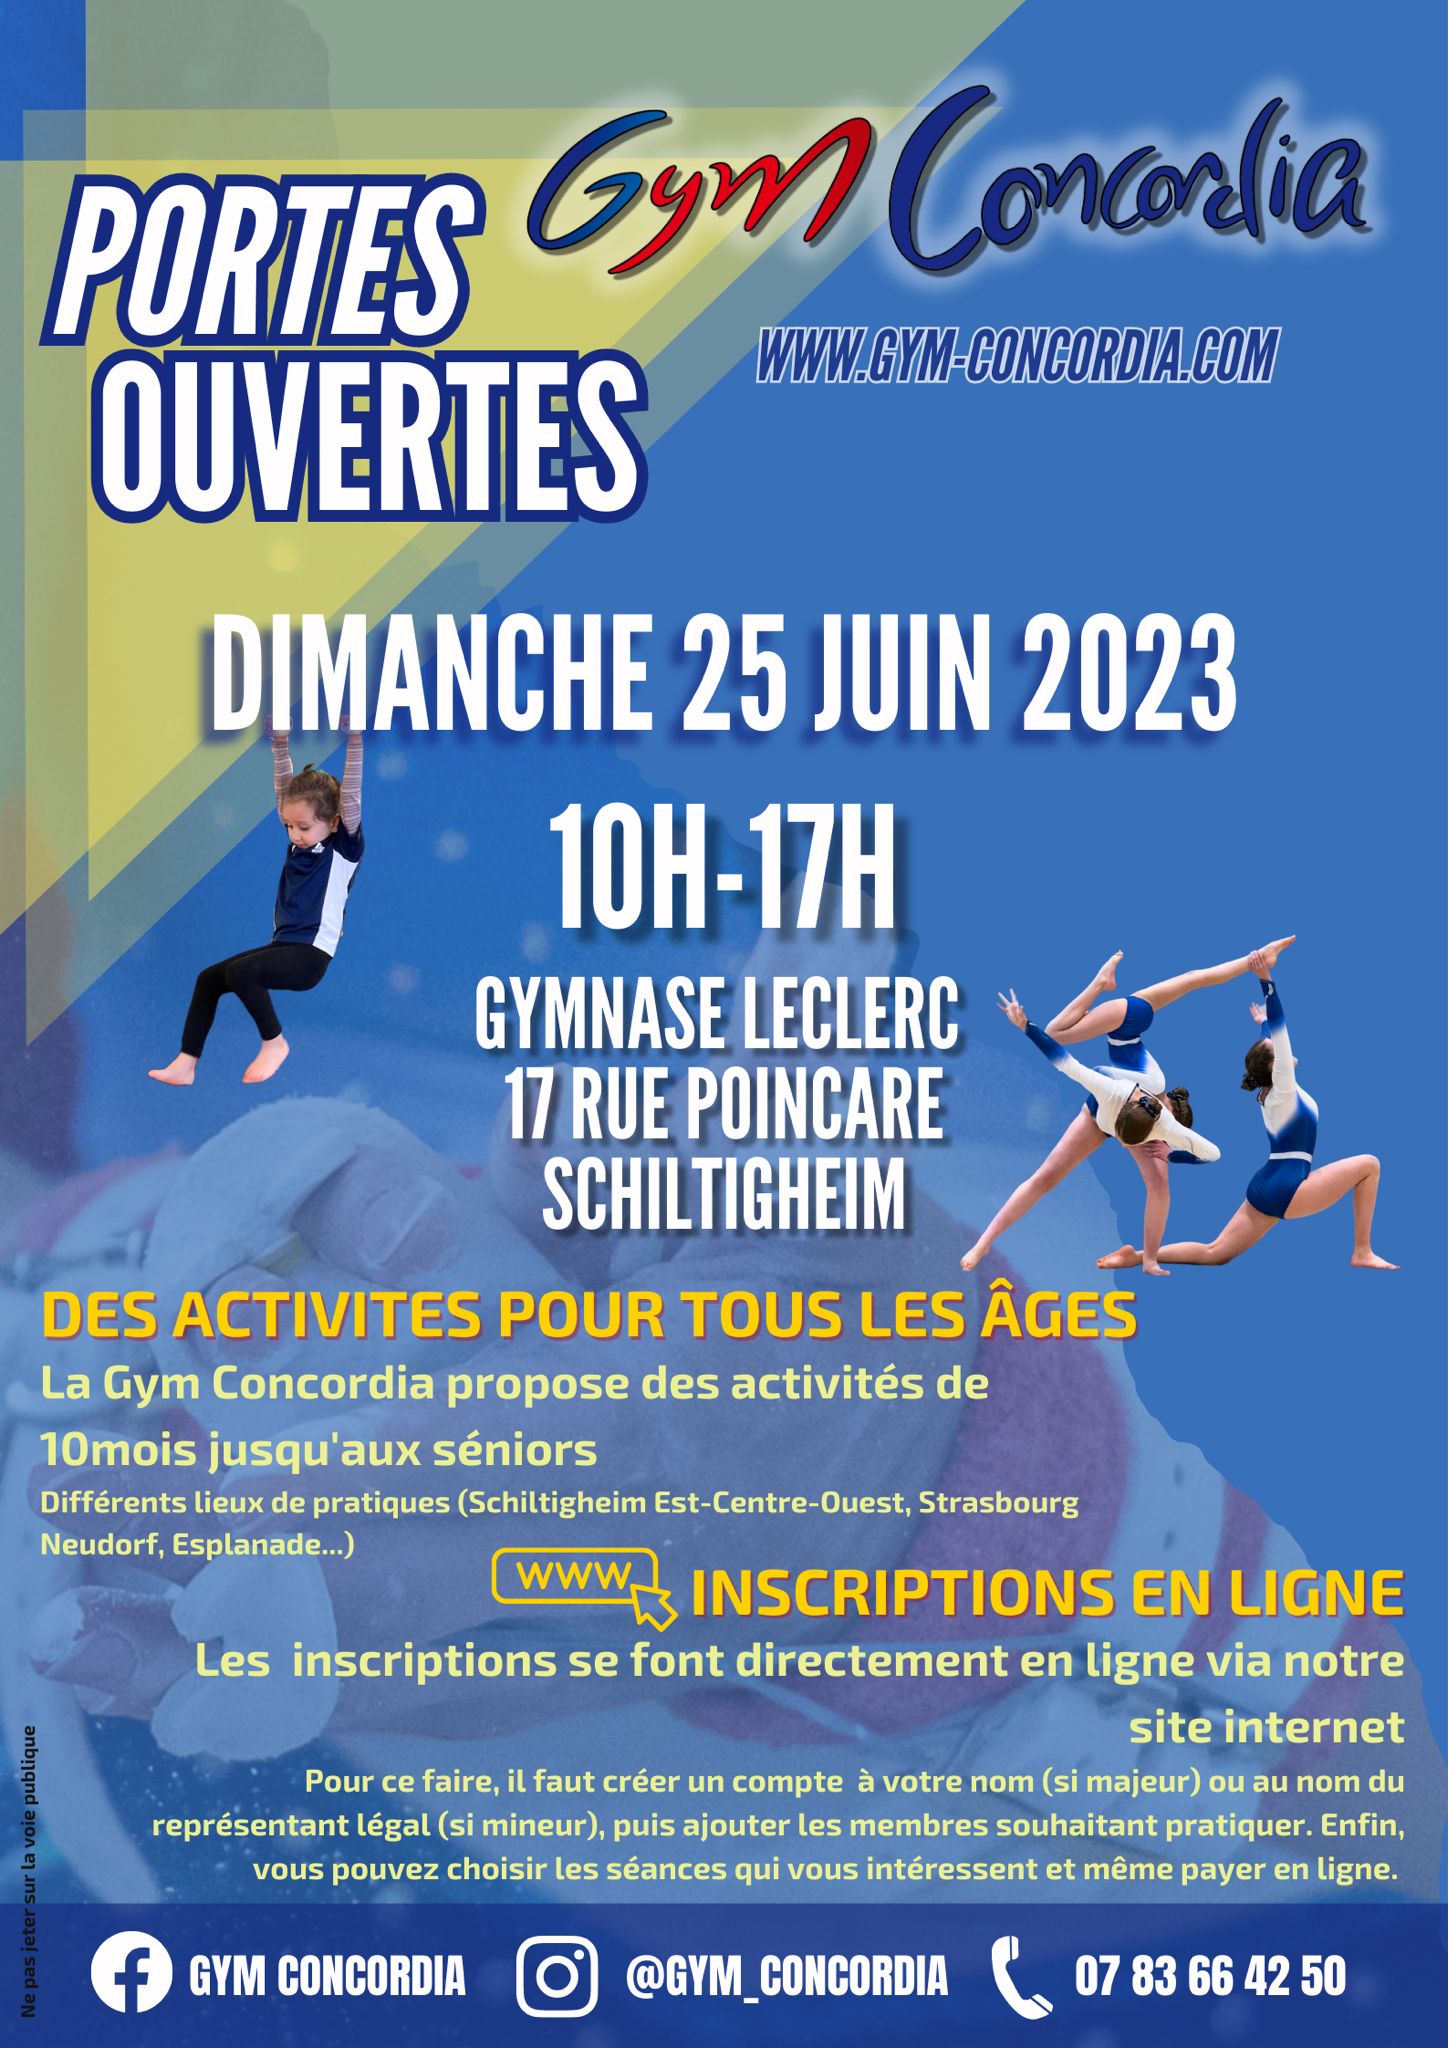 Gym Concordia
PORTES
OUVERTES
WWW.GYM-CONCORDIA.COM
DIMANCHE 25 JUIN 2023
10H-17H
GYMNASE LECLERC
17 RUE POINCARE
SCHILTIGHEIM
DES ACTIVITES POUR TOUS LES ÂGES
La Gym Concordia propose des activités de
10mois jusqu'aux séniors
Différents lieux de pratiques (Schiltigheim Est-Centre-Ouest, Strasbourg
Neudorf, Esplanade...)
WWW
INSCRIPTIONS EN LIGNE
Les inscriptions se font directement en ligne via notre
site internet
Pour ce faire, il faut créer un compte à votre nom (si majeur) ou au nom du
représentant légal (si mineur), puis ajouter les membres souhaitant pratiquer. Enfin,
vous pouvez choisir les séances qui vous intéressent et même payer en ligne.
Ne pas jeter sur la voie publique
GYM CONCORDIA
@GYM_CONCORDIA
07 83 66 42 50